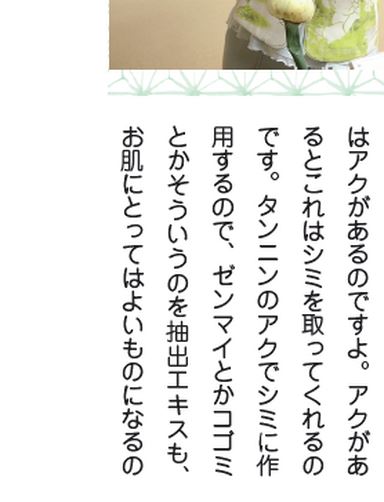 はアクがあるのですよ。アクがあ
るとこれはシミを取ってくれるの
です。タンニンのアクでシミに作
用するので、ゼンマイとかコゴミ
とかそういうのを抽出エキスも、
お肌にとってはよいものになるの